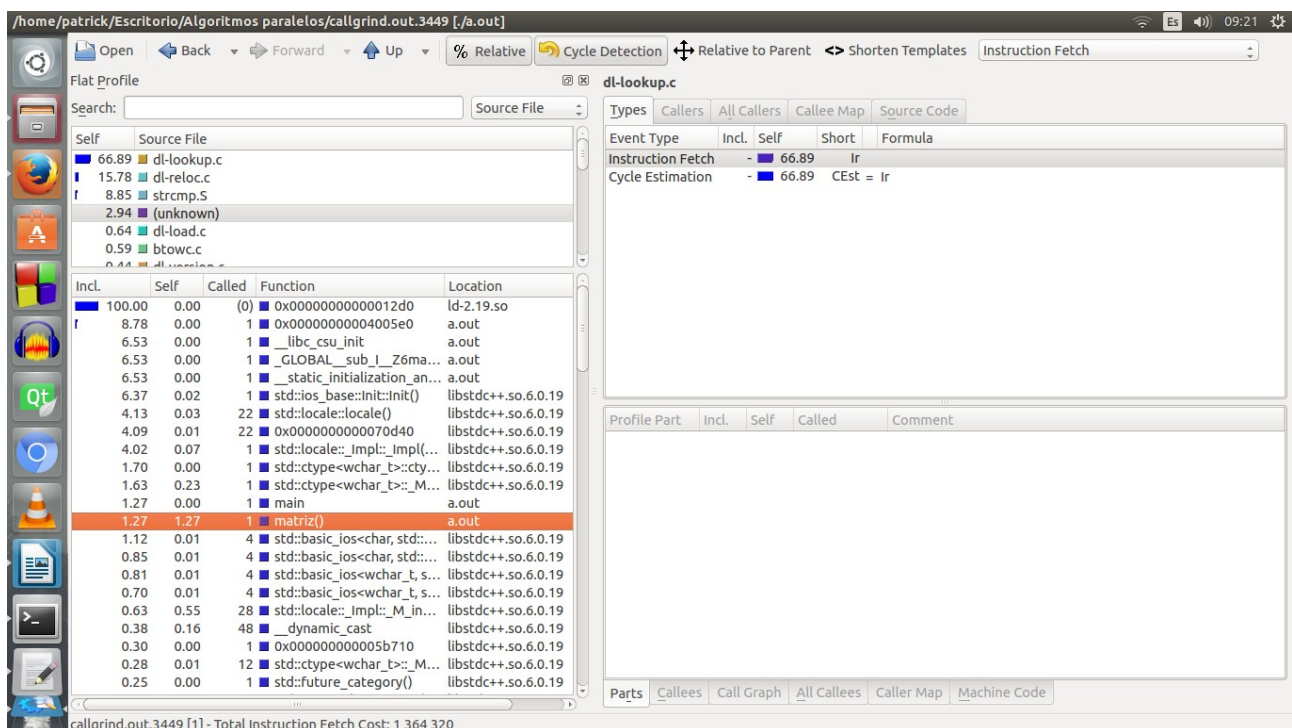 /home/patrick/Escritorio/Algoritmos paralelos/callgrind.out.3449 [./a.out] Es 09:21
Open Back Forward Up % Relative Cycle Detection Relative to Parent <> Shorten Templates Instruction Fetch
Flat Profile
Search: Source File
Self Source File
66.89 dl-lookup.c
15.78 dl-reloc.c
8.85 strcmp.S
2.94 (unknown)
0.64 dl-load.c
0.59 btowc.c
0.44 dl-version.c
Incl. Self Called Function Location
100.00 0.00 (0) 0x00000000000012d0 ld-2.19.so
8.78 0.00 1 0x00000000004005e0 a.out
6.53 0.00 1 __libc_csu_init a.out
6.53 0.00 1 _GLOBAL__sub_I__Z6ma... a.out
6.53 0.00 1 __static_initialization_an... a.out
6.37 0.02 1 std::ios_base::Init::Init() libstdc++.so.6.0.19
4.13 0.03 22 std::locale::locale() libstdc++.so.6.0.19
4.09 0.01 22 0x0000000000070d40 libstdc++.so.6.0.19
4.02 0.07 1 std::locale::_Impl::_Impl(... libstdc++.so.6.0.19
1.70 0.00 1 std::ctype<wchar_t>::cty... libstdc++.so.6.0.19
1.63 0.23 1 std::ctype<wchar_t>::_M... libstdc++.so.6.0.19
1.27 0.00 1 main a.out
1.27 1.27 1 matriz() a.out
1.12 0.01 4 std::basic_ios<char, std::... libstdc++.so.6.0.19
0.85 0.01 4 std::basic_ios<char, std::... libstdc++.so.6.0.19
0.81 0.01 4 std::basic_ios<wchar_t, s... libstdc++.so.6.0.19
0.70 0.01 4 std::basic_ios<wchar_t, s... libstdc++.so.6.0.19
0.63 0.55 28 std::locale::_Impl::_M_in... libstdc++.so.6.0.19
0.38 0.16 48 __dynamic_cast libstdc++.so.6.0.19
0.30 0.00 1 0x000000000005b710 libstdc++.so.6.0.19
0.28 0.01 12 std::ctype<wchar_t>::_M... libstdc++.so.6.0.19
0.25 0.00 1 std::future_category() libstdc++.so.6.0.19
callgrind.out.3449 [1] - Total Instruction Fetch Cost: 1 364 320
dl-lookup.c
Types Callers All Callers Callee Map Source Code
Event Type Incl. Self Short Formula
Instruction Fetch - 66.89 Ir
Cycle Estimation - 66.89 CEst = Ir
Profile Part Incl. Self Called Comment
Parts Callees Call Graph All Callees Caller Map Machine Code
Qt